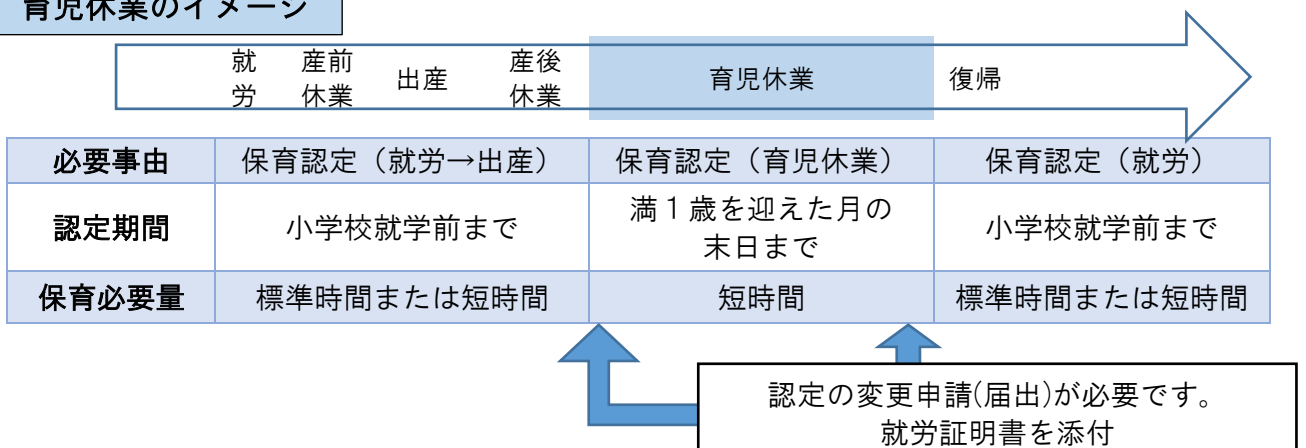 育児休業のイメージ
就労 産前休業 出産 産後休業 育児休業 復帰
必要事由 保育認定（就労→出産） 保育認定（育児休業） 保育認定（就労）
認定期間 小学校就学前まで 満１歳を迎えた月の末日まで 小学校就学前まで
保育必要量 標準時間または短時間 短時間 標準時間または短時間
認定の変更申請(届出)が必要です。
就労証明書を添付